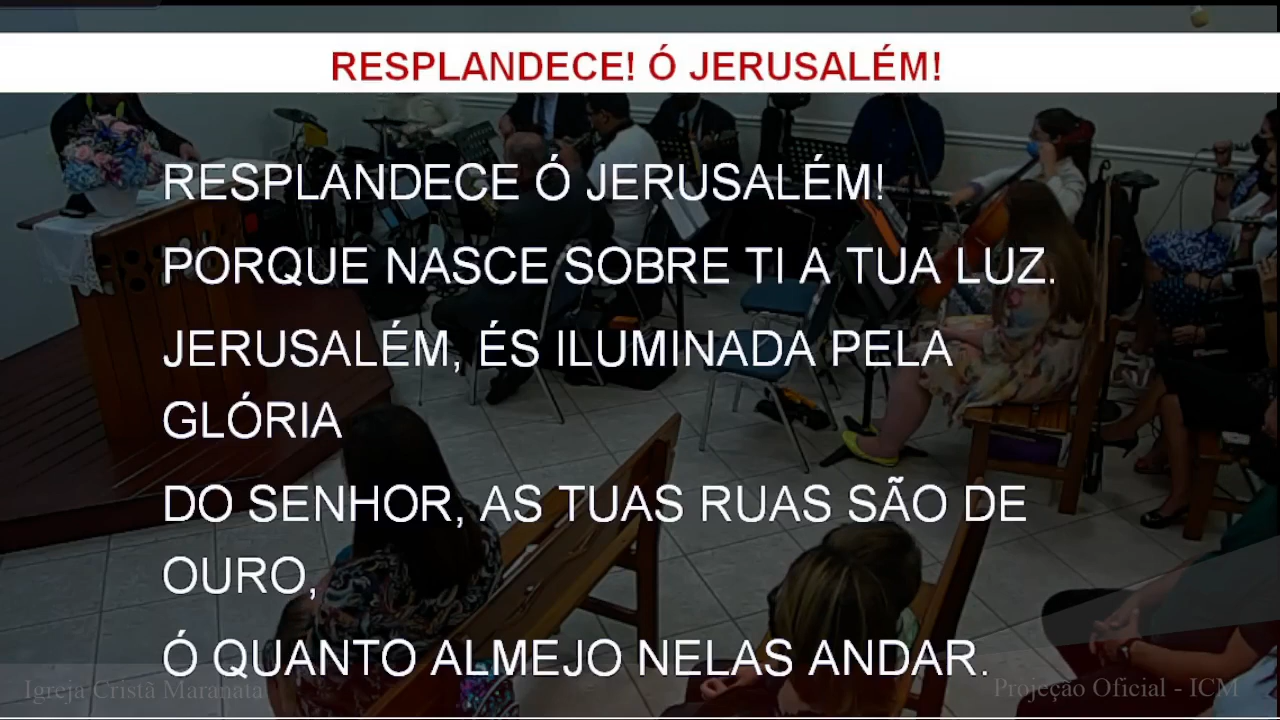 RESPLANDECE! Ó JERUSALÉM!
RESPLANDECE Ó JERUSALÉM!
PORQUE NASCE SOBRE TI A TUA LUZ.
JERUSALÉM, ÉS ILUMINADA PELA
GLÓRIA
DO SENHOR, AS TUAS RUAS SÃO DE
OURO,
Ó QUANTO ALMEJO NELAS ANDAR.
Igreja Cristã Maranata
Projeção Oficial - ICM